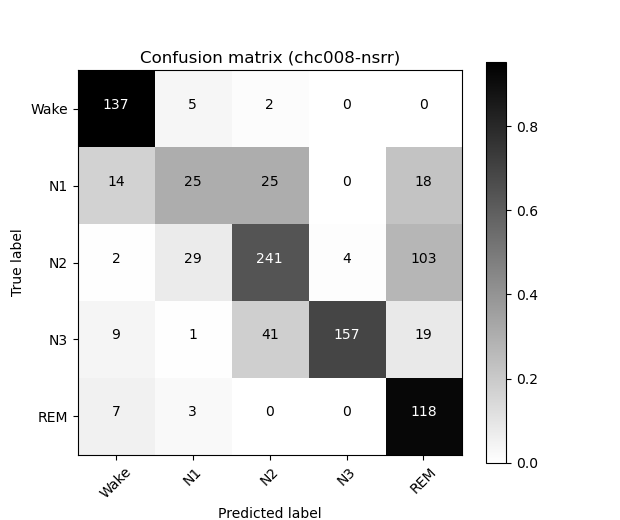 Confusion matrix (chc008-nsrr)
Wake 137 5 2 0 0
N1 14 25 25 0 18
N2 2 29 241 4 103
N3 9 1 41 157 19
REM 7 3 0 0 118
Wake N1 N2 N3 REM
Predicted label
True label
0.8
0.6
0.4
0.2
0.0